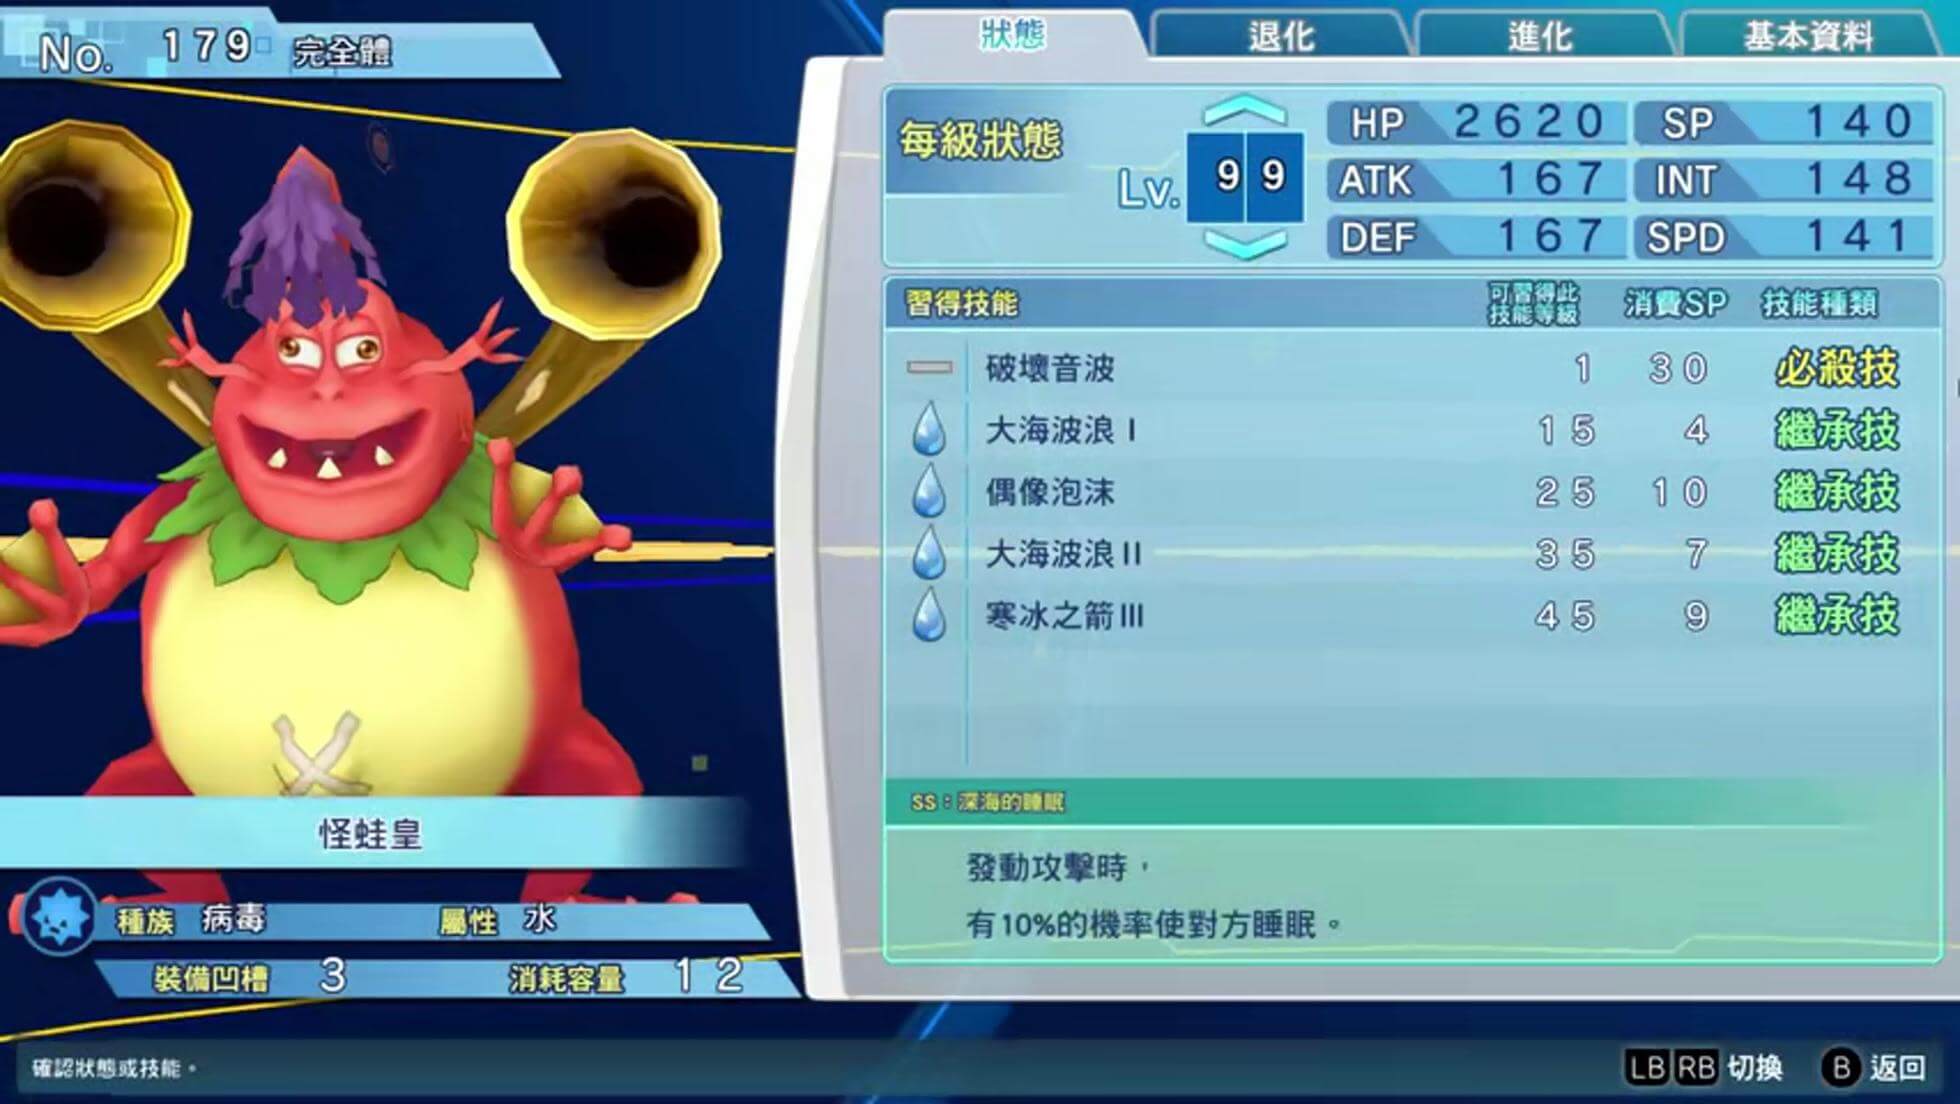 No. 179 完全體
狀態 退化 進化 基本資料
每級狀態
Lv. 99
HP 2620 SP 140
ATK 167 INT 148
DEF 167 SPD 141
習得技能 可習得此技能等級 消費SP 技能種類
破壞音波 1 30 必殺技
大海波浪 I 15 4 繼承技
偶像泡沫 25 10 繼承技
大海波浪 II 35 7 繼承技
寒冰之箭 III 45 9 繼承技
SS：深海的睡眠
發動攻擊時，
有10%的機率使對方睡眠。
怪蛙皇
種族 病毒 屬性 水
裝備凹槽 3 消耗容量 12
確認狀態或技能。
LB RB 切換 B 返回